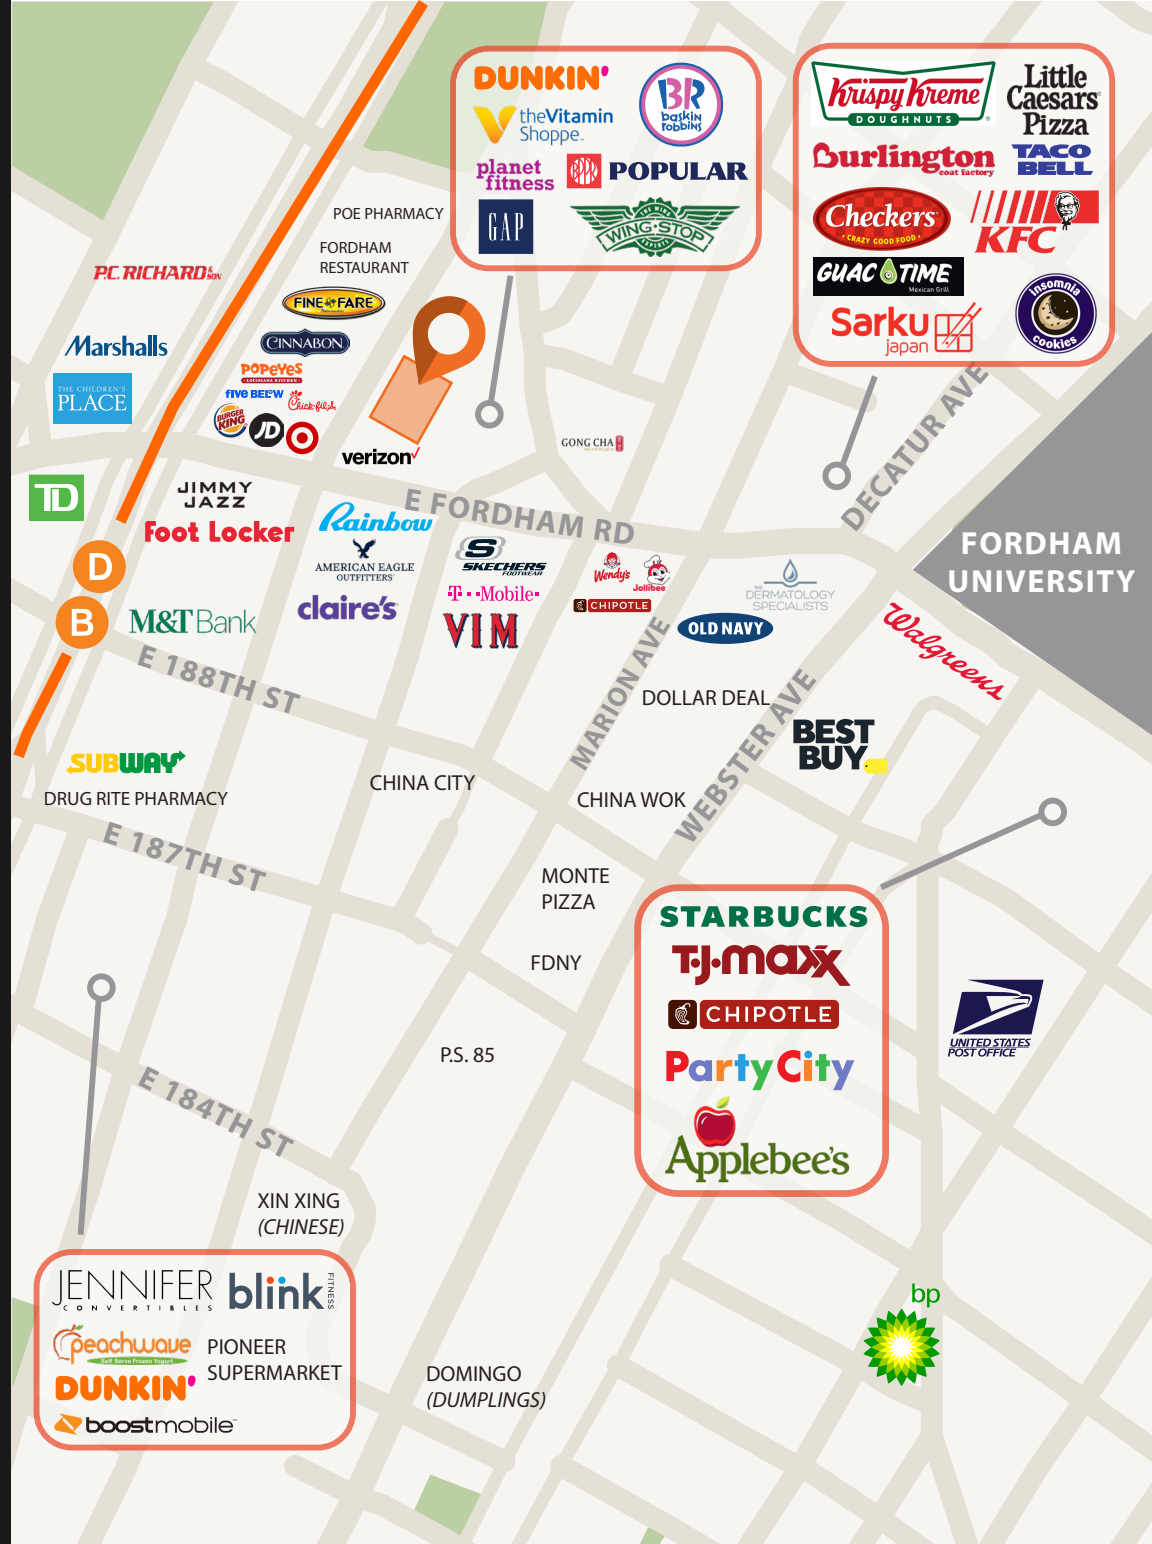 DUNKIN'
BR
baskin
robbins
theVitamin
Shoppe
planet
fitness
POPULAR
GAP
THE WING
WING·STOP
EXPERTS
Krispy Kreme
DOUGHNUTS
Little
Caesars
Pizza
Burlington
coat factory
TACO
BELL
Checkers
• CRAZY GOOD FOOD •
KFC
GUAC TIME
Mexican Grill
Sarku
japan
insomnia
cookies
POE PHARMACY
FORDHAM
RESTAURANT
P.C. RICHARD & SON
FINE FARE
CINNABON
Marshalls
POPEYES
LOUISIANA KITCHEN
THE CHILDREN'S
PLACE
FIVE BELOW
Chick-fil-A
BURGER
KING
JD
verizon
GONG CHA
DECATUR AVE
TD
JIMMY
JAZZ
Foot Locker
Rainbow
E FORDHAM RD
AMERICAN EAGLE
OUTFITTERS
S
SKECHERS
FOOTWEAR
Wendy's
Jollibee
CHIPOTLE
THE
DERMATOLOGY
SPECIALISTS
FORDHAM
UNIVERSITY
D
B
M&T Bank
claire's
T··Mobile·
VIM
OLD NAVY
Walgreens
E 188TH ST
MARION AVE
DOLLAR DEAL
WEBSTER AVE
BEST
BUY
SUBWAY
DRUG RITE PHARMACY
CHINA CITY
CHINA WOK
E 187TH ST
MONTE
PIZZA
FDNY
STARBUCKS
T·J·maxx
CHIPOTLE
Party City
Applebee's
UNITED STATES
POST OFFICE
P.S. 85
E 184TH ST
XIN XING
(CHINESE)
JENNIFER
CONVERTIBLES
blink
FITNESS
peachwave
Self Serve Frozen Yogurt
PIONEER
SUPERMARKET
DUNKIN'
boostmobile
DOMINGO
(DUMPLINGS)
bp